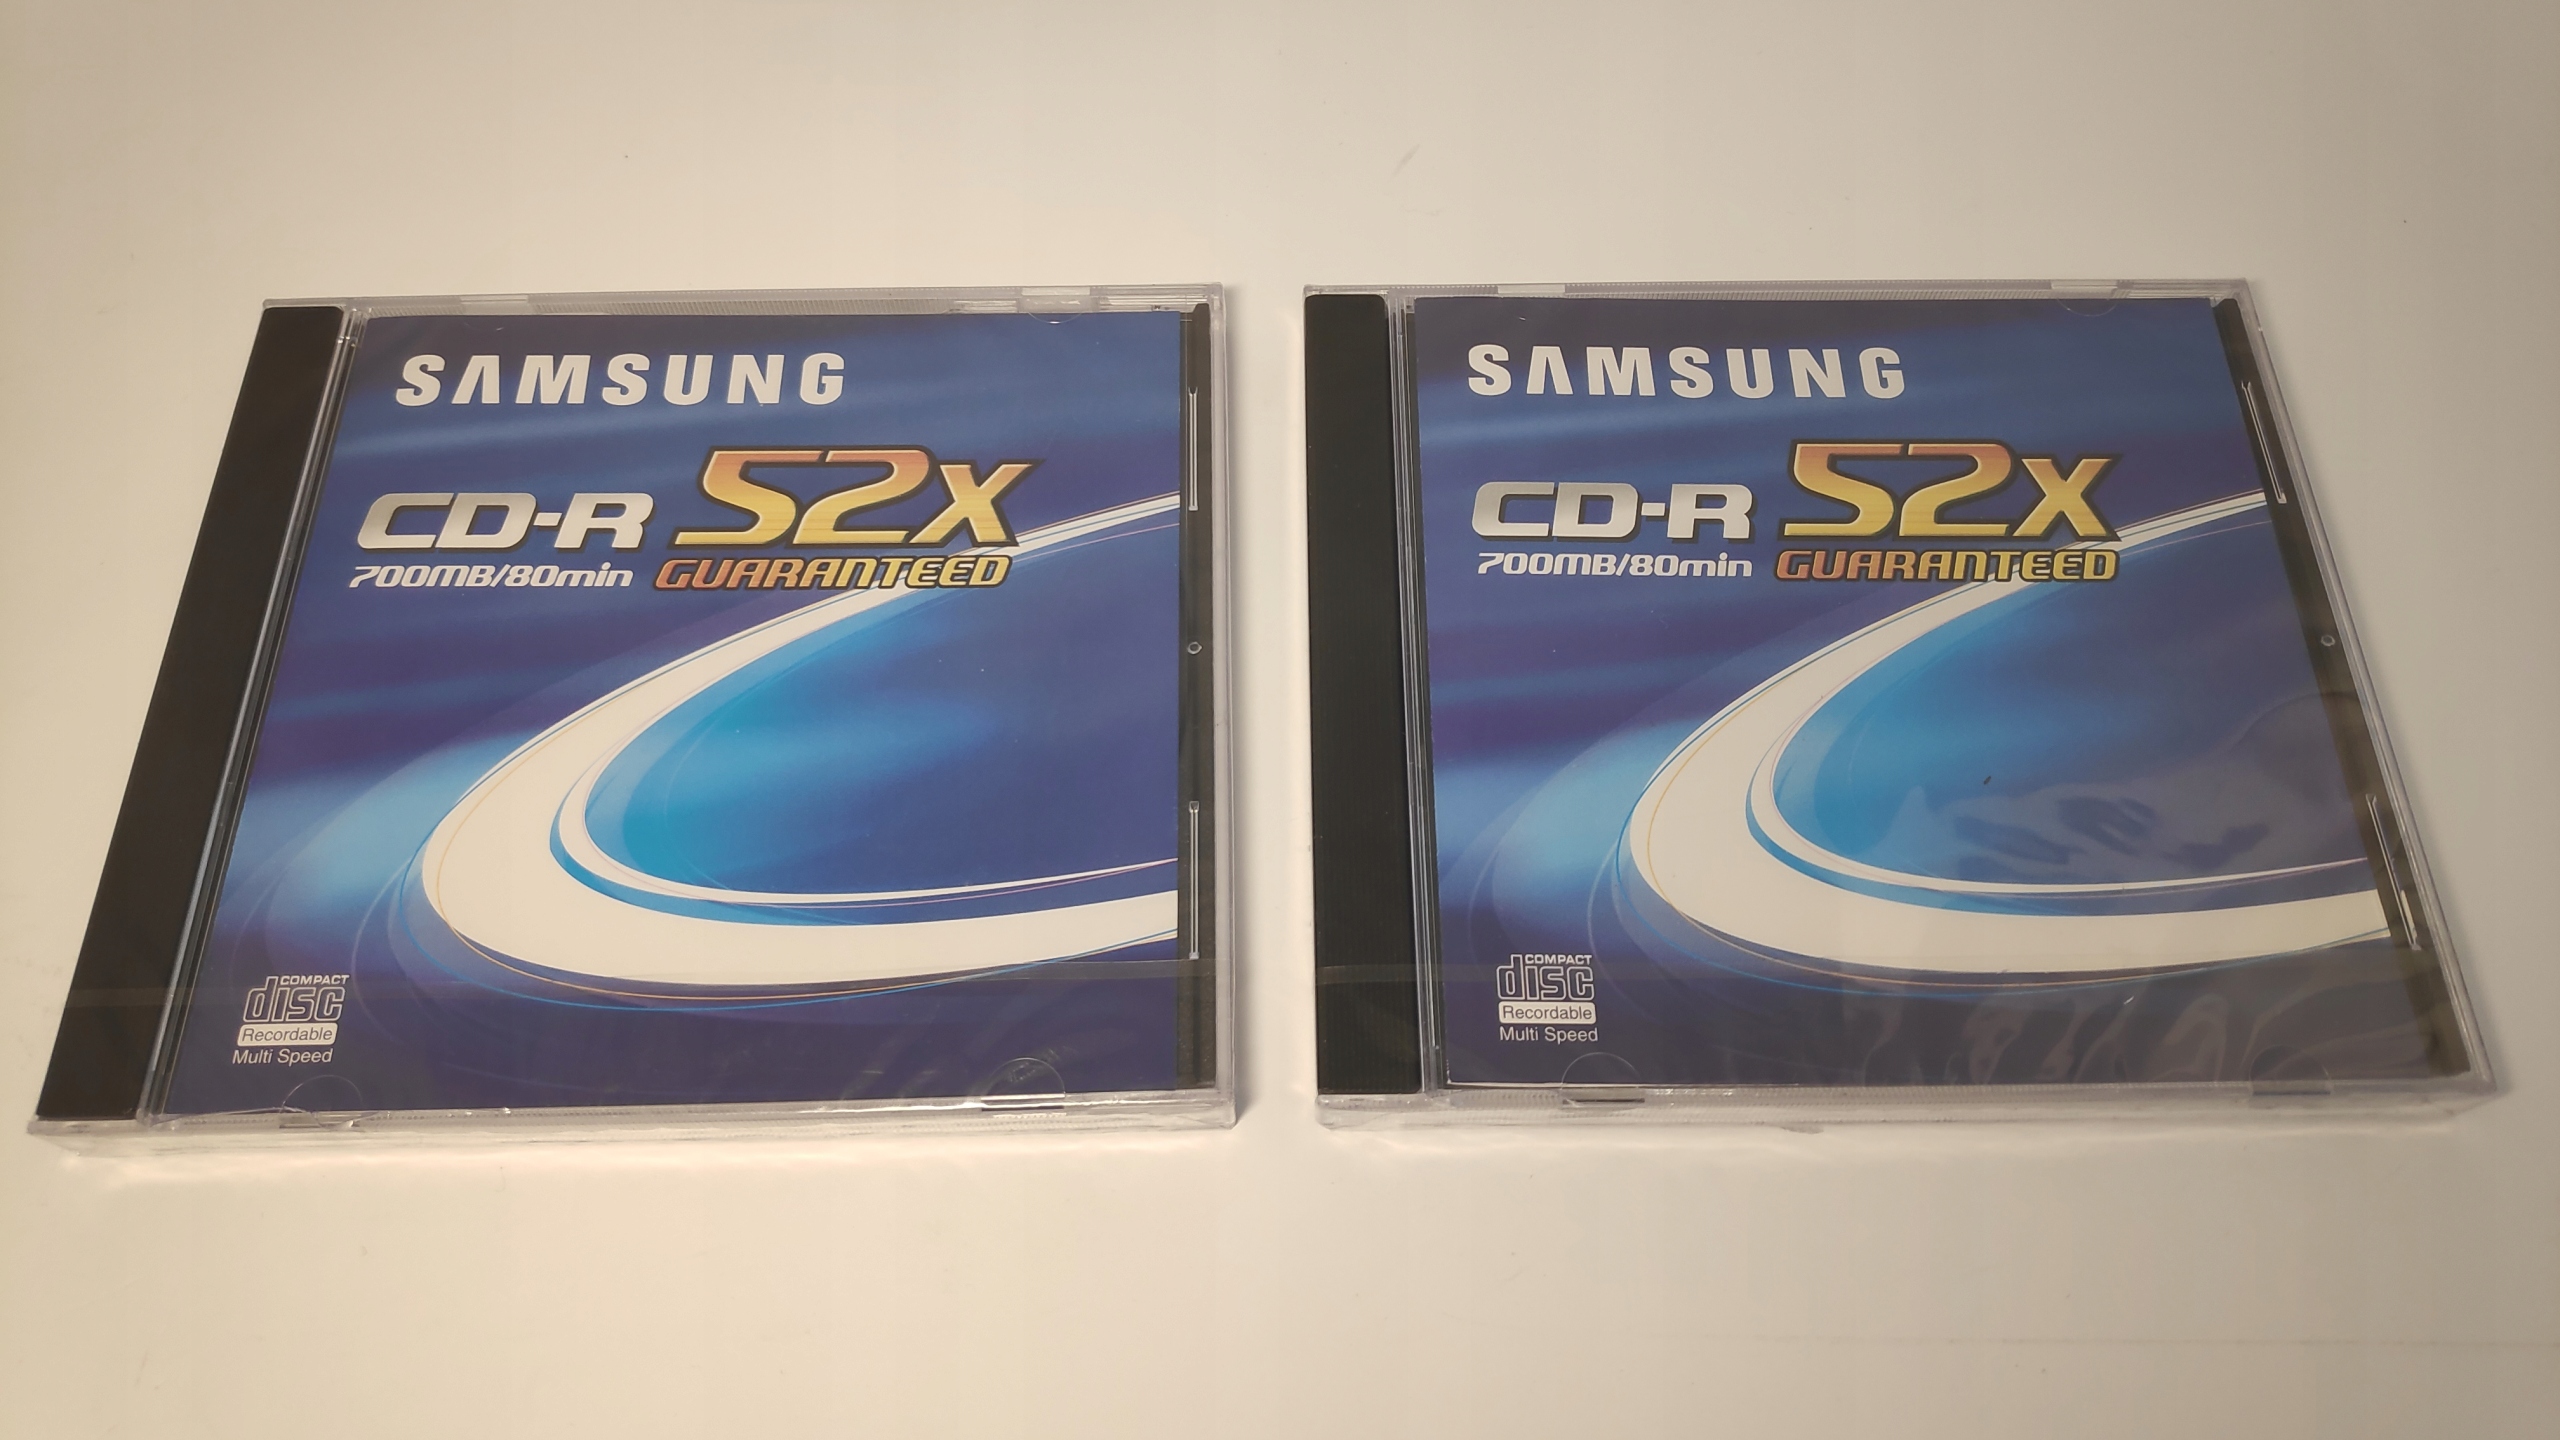 SAMSUNG
CD-R 52x
700MB/80min GUARANTEED
COMPACT
disc
Recordable
Multi Speed
SAMSUNG
CD-R 52x
700MB/80min GUARANTEED
COMPACT
disc
Recordable
Multi Speed